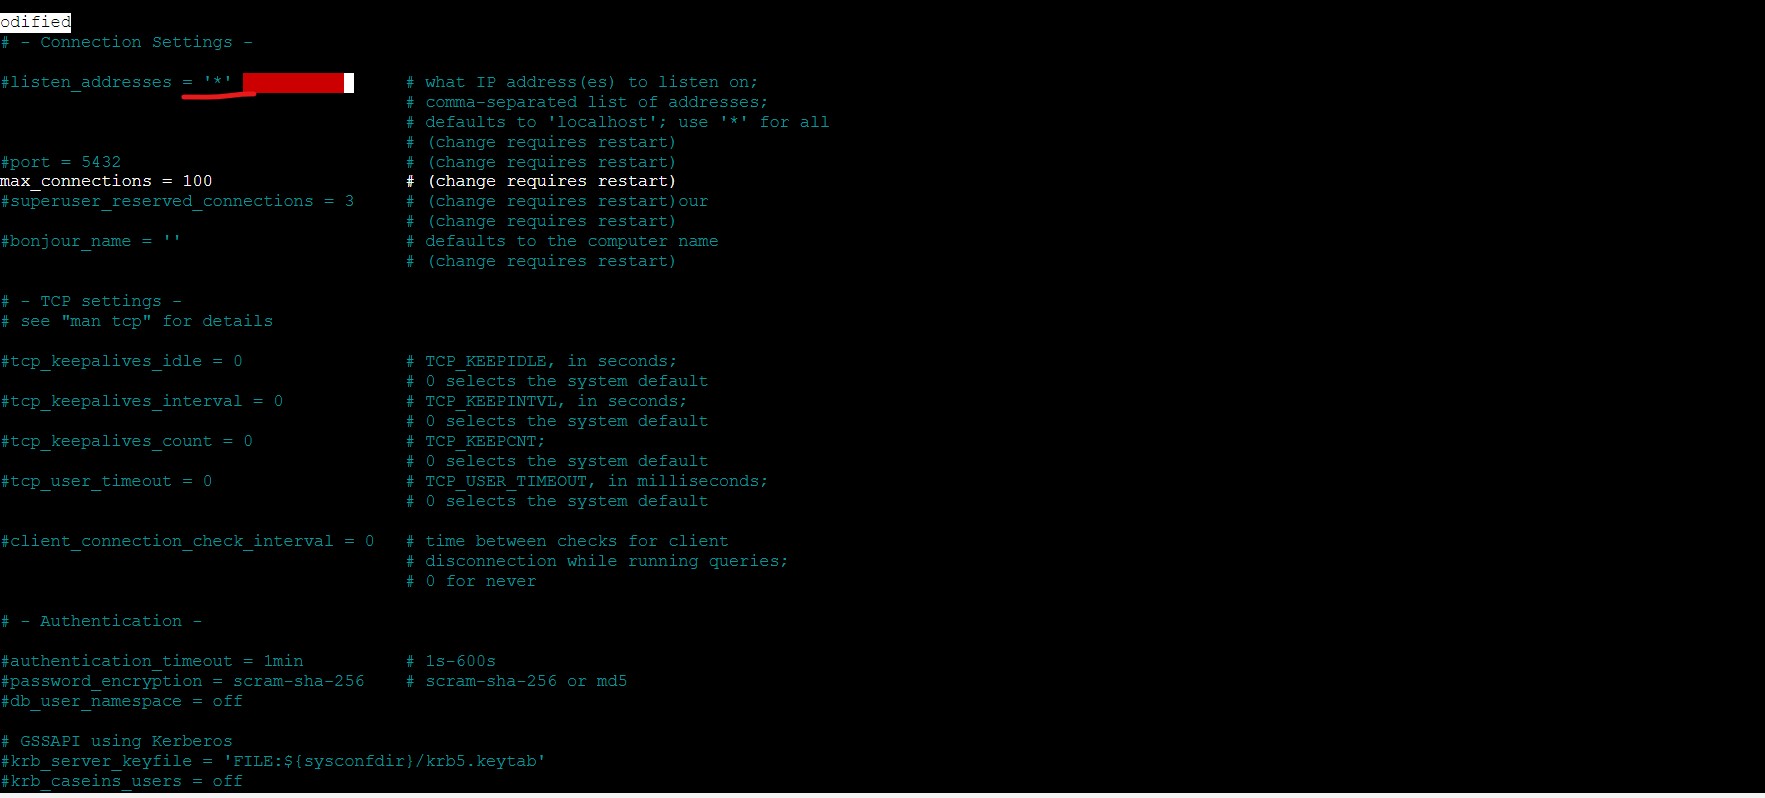 odified
# - Connection Settings -
#listen_addresses = '*' # what IP address(es) to listen on;
# comma-separated list of addresses;
# defaults to 'localhost'; use '*' for all
# (change requires restart)
#port = 5432 # (change requires restart)
max_connections = 100 # (change requires restart)
#superuser_reserved_connections = 3 # (change requires restart)our
# (change requires restart)
#bonjour_name = '' # defaults to the computer name
# (change requires restart)
# - TCP settings -
# see "man tcp" for details
#tcp_keepalives_idle = 0 # TCP_KEEPIDLE, in seconds;
# 0 selects the system default
#tcp_keepalives_interval = 0 # TCP_KEEPINTVL, in seconds;
# 0 selects the system default
#tcp_keepalives_count = 0 # TCP_KEEPCNT;
# 0 selects the system default
#tcp_user_timeout = 0 # TCP_USER_TIMEOUT, in milliseconds;
# 0 selects the system default
#client_connection_check_interval = 0 # time between checks for client
# disconnection while running queries;
# 0 for never
# - Authentication -
#authentication_timeout = 1min # 1s-600s
#password_encryption = scram-sha-256 # scram-sha-256 or md5
#db_user_namespace = off
# GSSAPI using Kerberos
#krb_server_keyfile = 'FILE:${sysconfdir}/krb5.keytab'
#krb_caseins_users = off